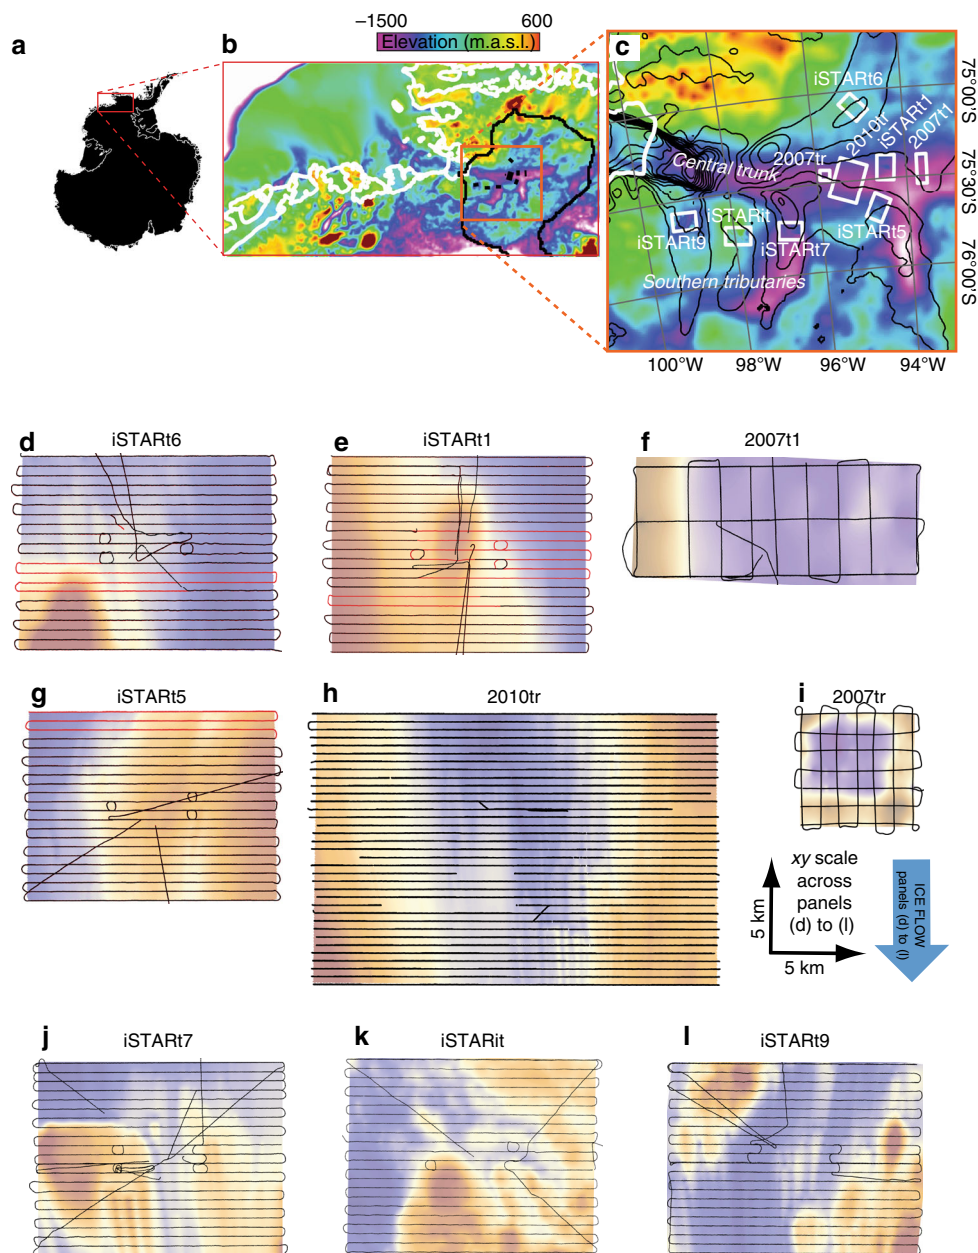 −1500
600
Elevation (m.a.s.l.)
a
b
c
iSTARt6
2010tr
iSTARt1
2007t1
2007tr
Central trunk
iSTARt9
iSTARit
iSTARt7
iSTARt5
Southern tributaries
75°00'S
75°30'S
76°00'S
100°W
98°W
96°W
94°W
d
iSTARt6
e
iSTARt1
f
2007t1
g
iSTARt5
h
2010tr
i
2007tr
xy scale
across
panels
(d) to (l)
5 km
5 km
ICE FLOW
panels (d) to (l)
j
iSTARt7
k
iSTARit
l
iSTARt9